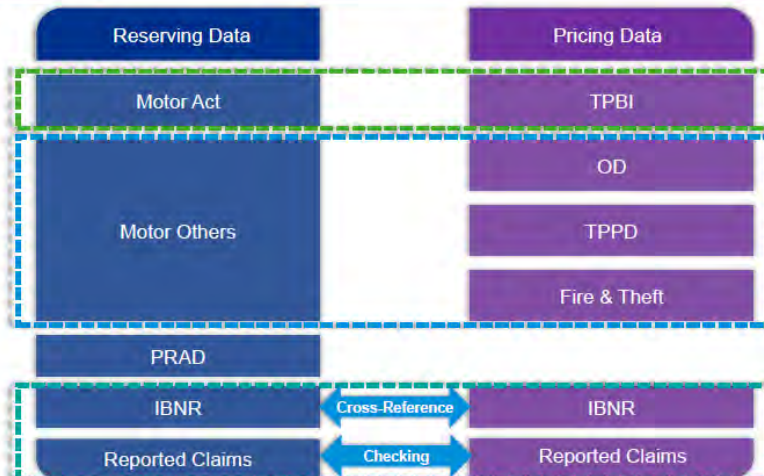 Reserving Data
Pricing Data
Motor Act
TPBI
Motor Others
OD
TPPD
Fire & Theft
PRAD
IBNR
Cross-Reference
IBNR
Reported Claims
Checking
Reported Claims